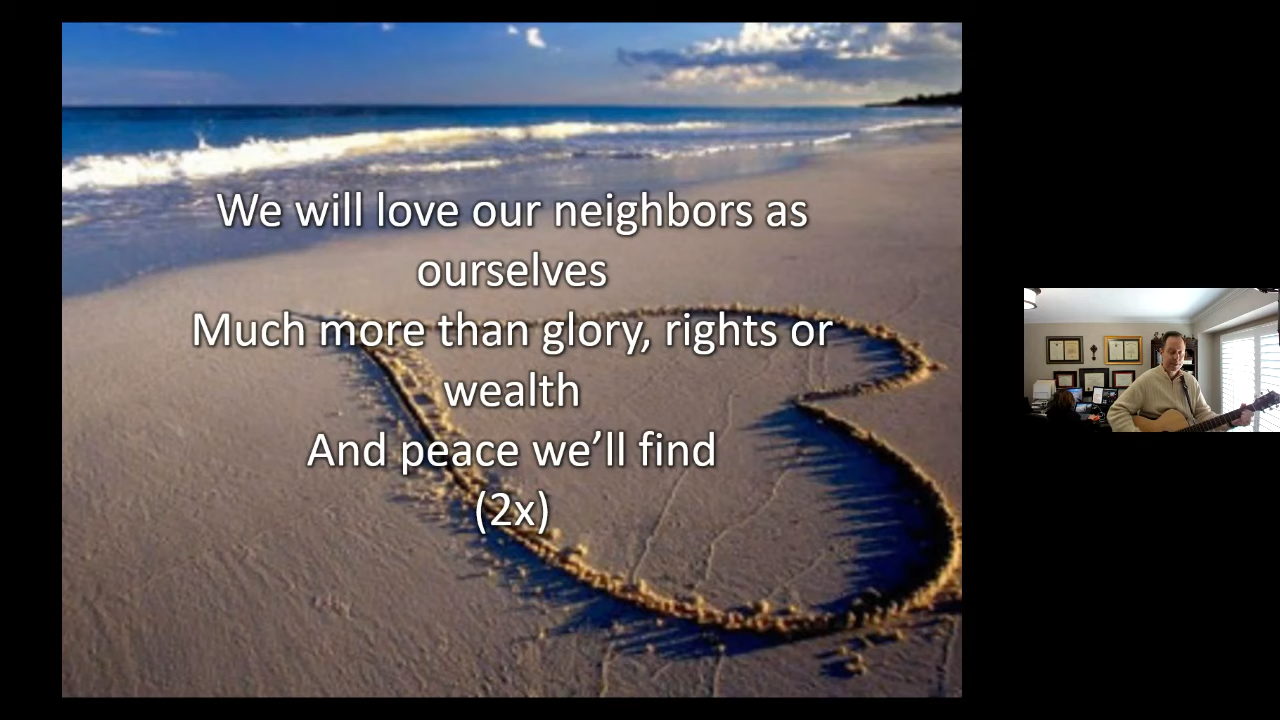 We will love our neighbors as
ourselves
Much more than glory, rights or
wealth
And peace we’ll find
(2x)